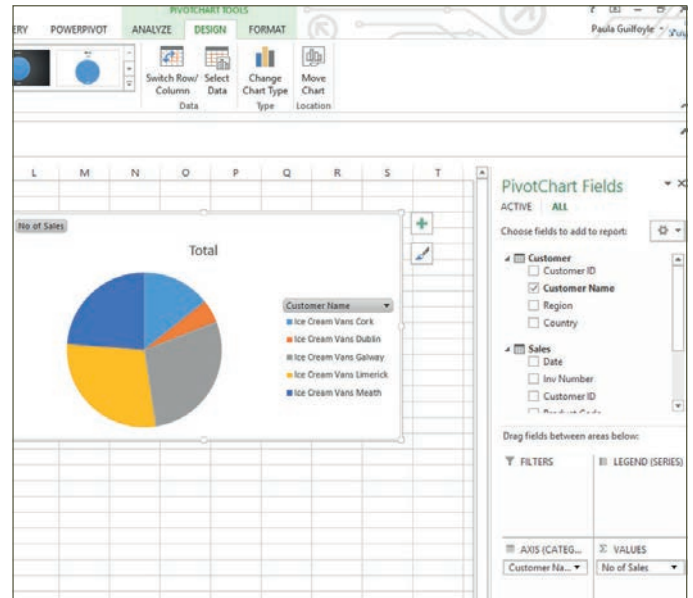 PIVOTCHART TOOLS
ERY POWERPIVOT ANALYZE DESIGN FORMAT
Paula Guilfoyle
Switch Row/ Column
Select Data
Change Chart Type
Move Chart
Data Type Location
L M N O P Q R S T
No of Sales
Total
Customer Name
Ice Cream Vans Cork
Ice Cream Vans Dublin
Ice Cream Vans Galway
Ice Cream Vans Limerick
Ice Cream Vans Meath
PivotChart Fields
ACTIVE ALL
Choose fields to add to report:
Customer
Customer ID
Customer Name
Region
Country
Sales
Date
Inv Number
Customer ID
Product Code
Drag fields between areas below:
FILTERS
LEGEND (SERIES)
AXIS (CATEG...
Σ VALUES
Customer Na...
No of Sales